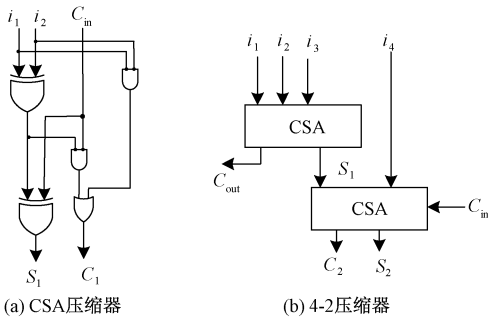 i1 i2 Cin
S1 C1
(a) CSA压缩器
i1 i2 i3 i4
CSA
Cout S1
CSA Cin
C2 S2
(b) 4-2压缩器